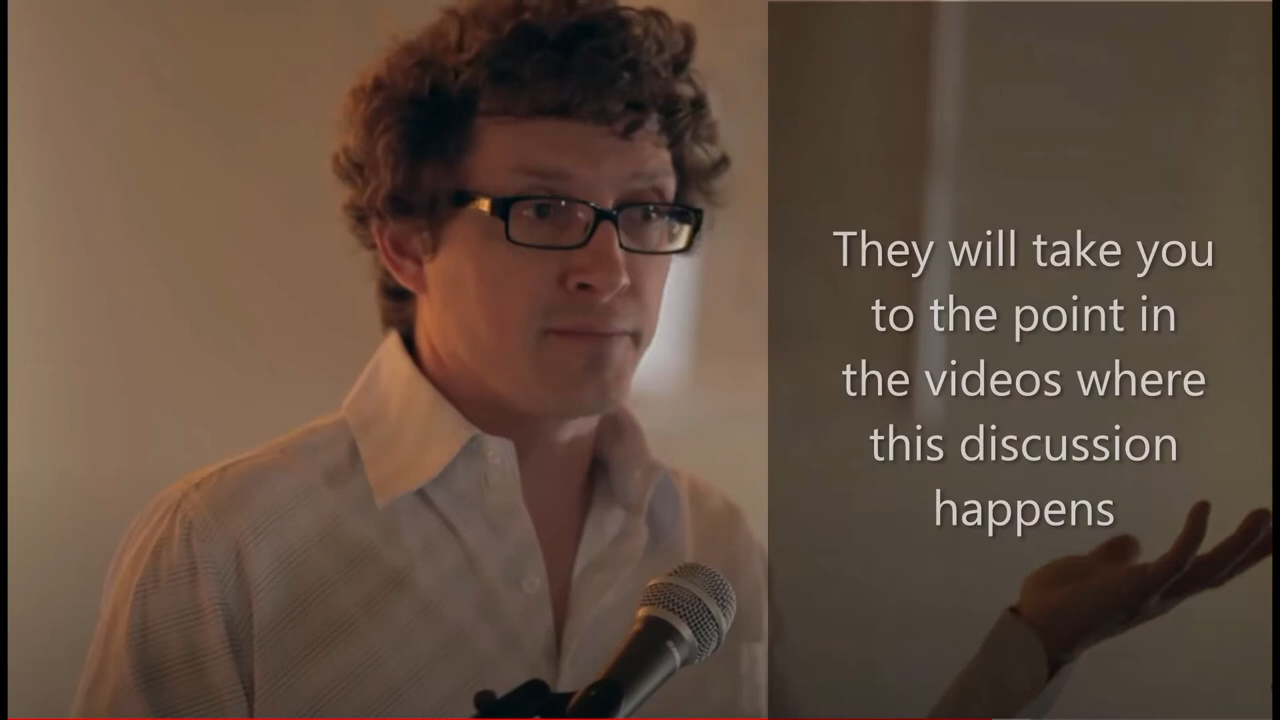 They will take you
to the point in
the videos where
this discussion
happens